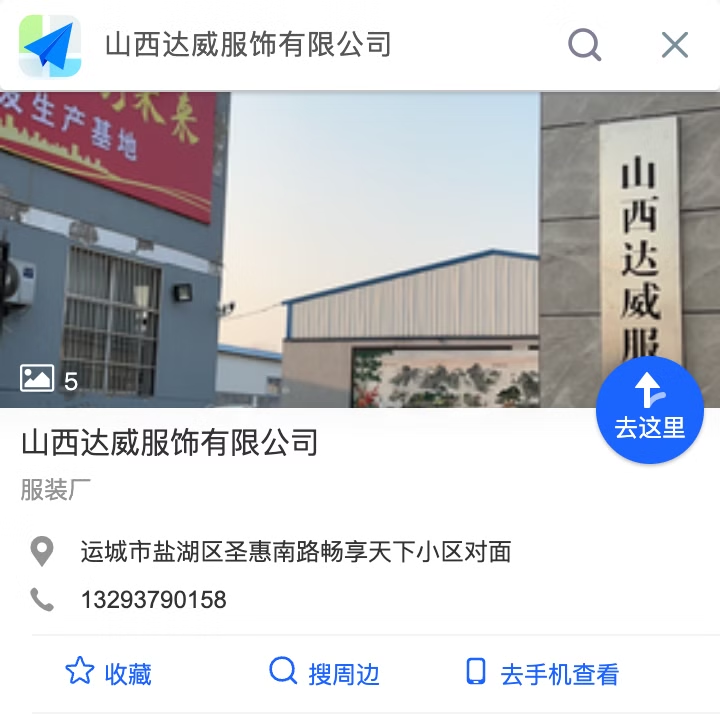 山西达威服饰有限公司
未来
发生产基地
山西达威服
5
去这里
山西达威服饰有限公司
服装厂
运城市盐湖区圣惠南路畅享天下小区对面
13293790158
收藏
搜周边
去手机查看